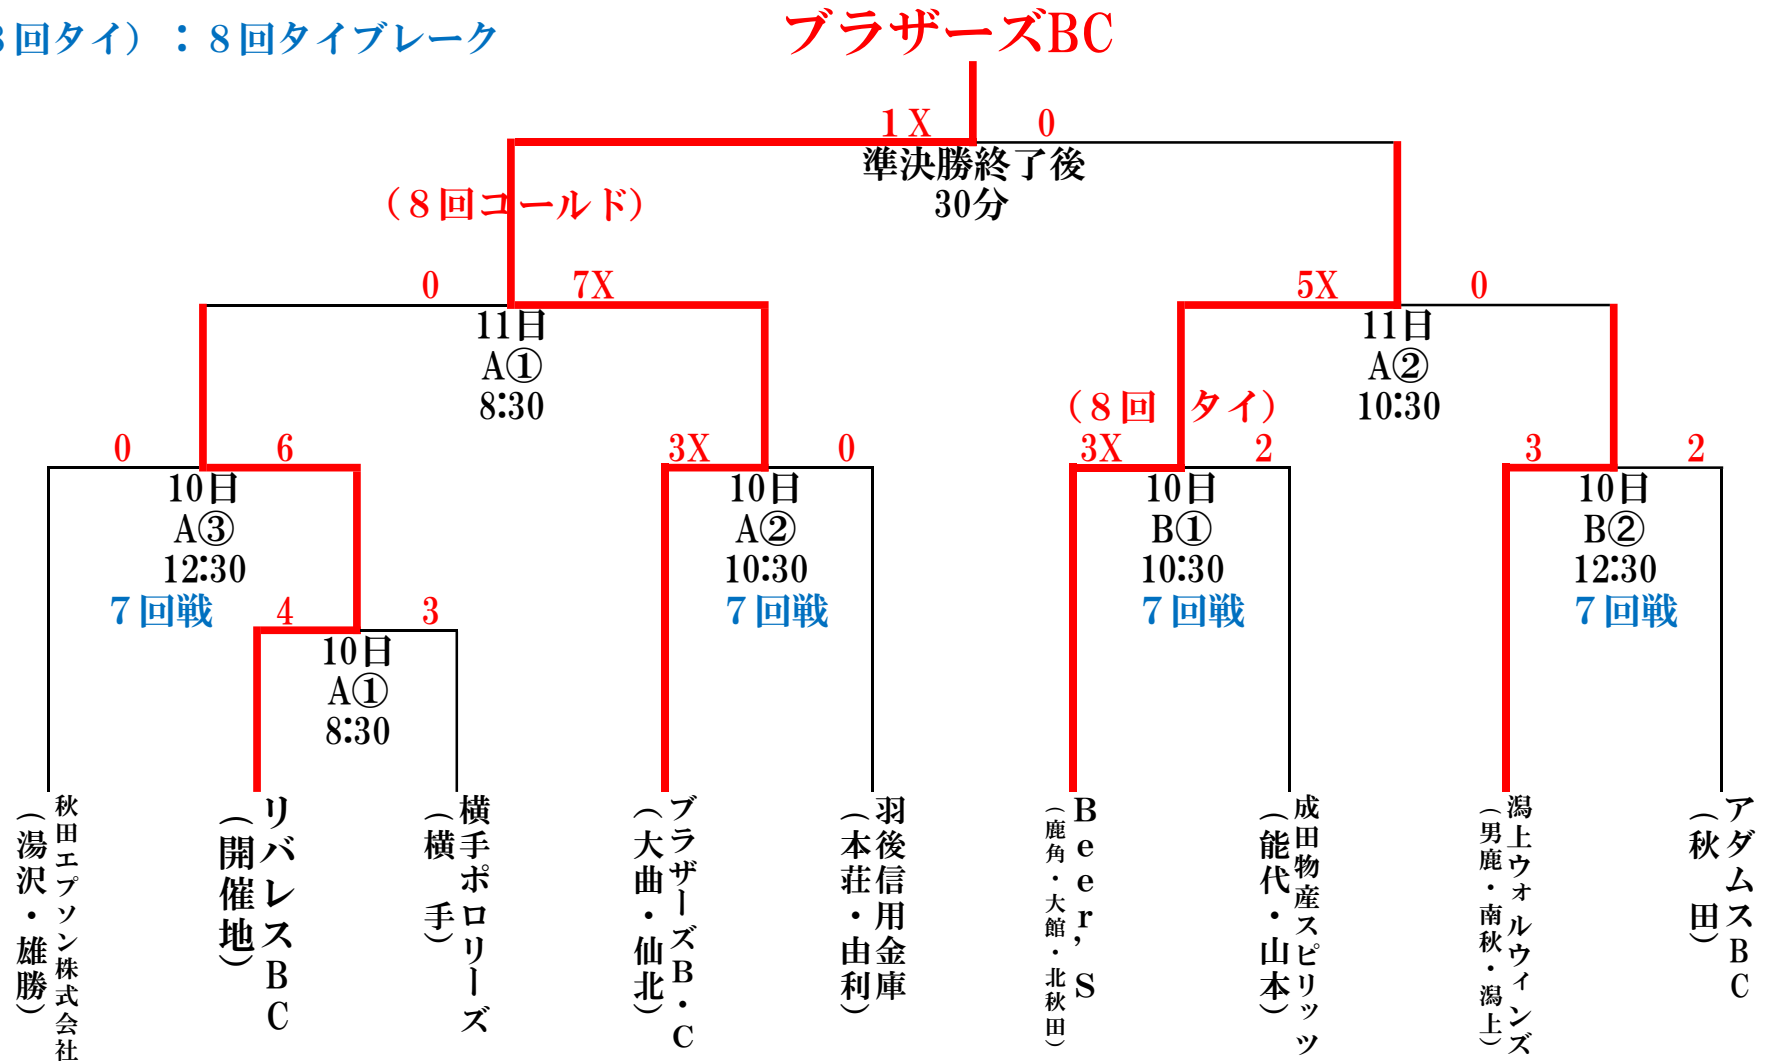 回タイ）：８回タイブレーク
ブラザーズBC
1X 0
準決勝終了後
30分
（８回コールド）
0 7X
11日
A①
8:30
5X 0
11日
A②
10:30
（８回 タイ）
0 6
10日
A③
12:30
７回戦
3X 0
10日
A②
10:30
７回戦
3X 2
10日
B①
10:30
７回戦
3 2
10日
B②
12:30
７回戦
4 3
10日
A①
8:30
秋田エプソン株式会社
（湯沢・雄勝）
リバレスBC
（開催地）
横手ポロリーズ
（横　手）
ブラザーズB・C
（大曲・仙北）
羽後信用金庫
（本荘・由利）
Beer’S
（鹿角・大館・北秋田）
成田物産スピリッツ
（能代・山本）
潟上ウォルウィンズ
（男鹿・南秋・潟上）
アダムスBC
（秋　田）